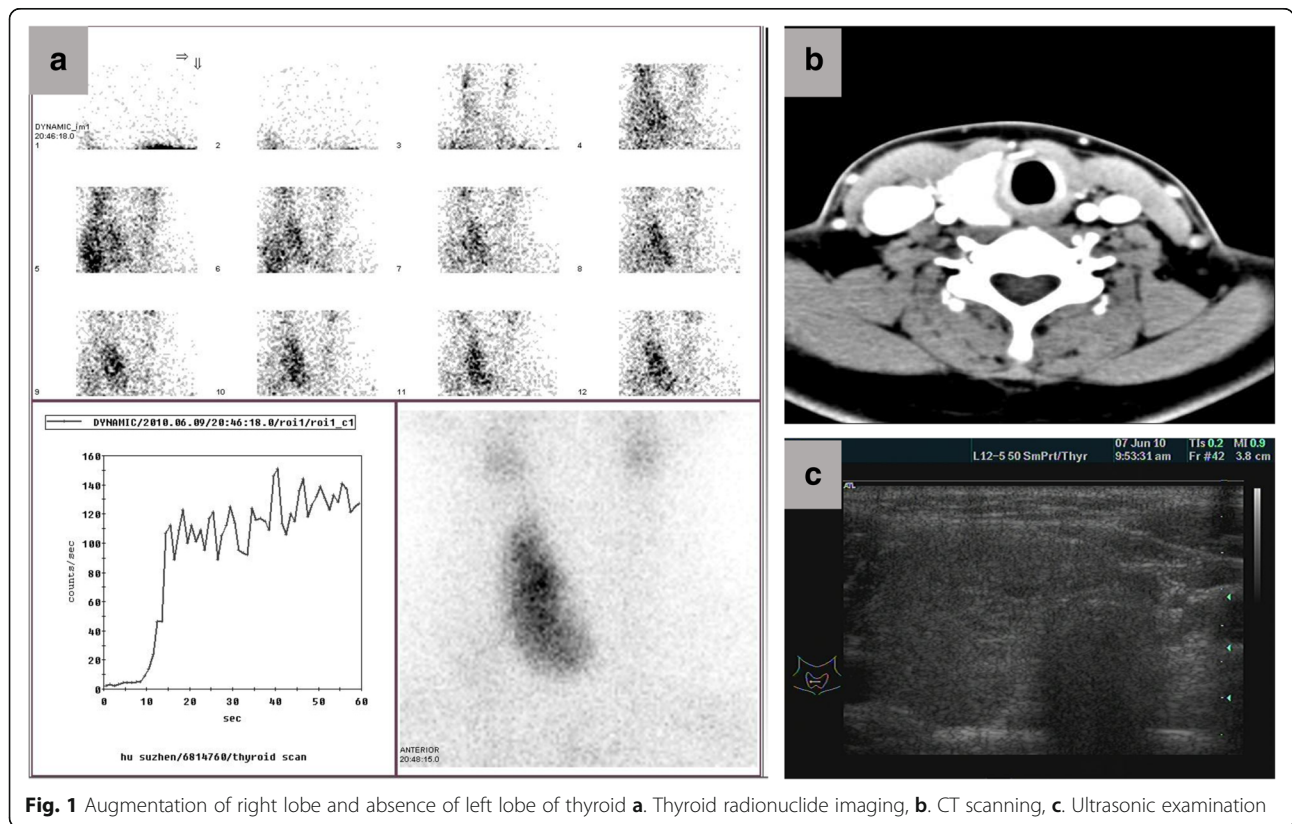 a
⇒
⇓
DYNAMIC_im1
20:46:18.0
1 2 3 4
5 6 7 8
9 10 11 12
DYNAMIC/2010.06.09/20:46:18.0/roi1/roi1_c1
160
140
120
100
80
60
40
20
0
counts/sec
0 10 20 30 40 50 60
sec
hu suzhen/6814760/thyroid scan
ANTERIOR
20:48:15.0
b
c
07 Jun 10 TIs 0.2 MI 0.9
L12-5 50 SmPrt/Thyr 9:53:31 am Fr #42 3.8 cm
Fig. 1 Augmentation of right lobe and absence of left lobe of thyroid a. Thyroid radionuclide imaging, b. CT scanning, c. Ultrasonic examination